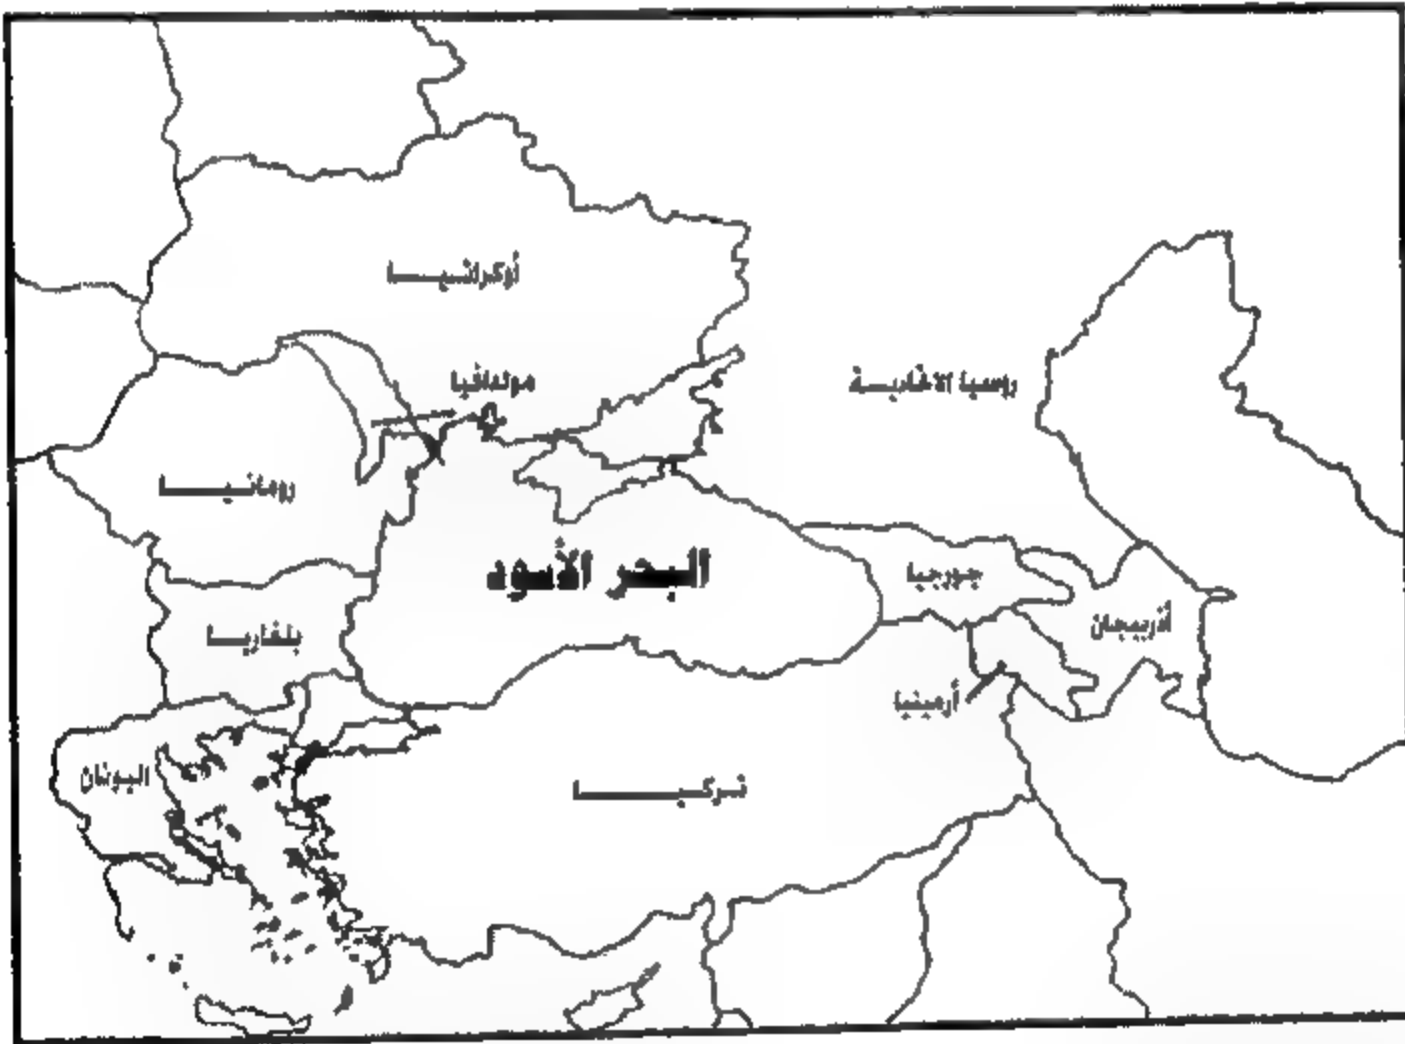 أوكرانيا
مولدافيا
روسيا الاتحادية
رومانيا
البحر الأسود
جورجيا
بلغاريا
أذربيجان
أرمينيا
اليونان
تركيا